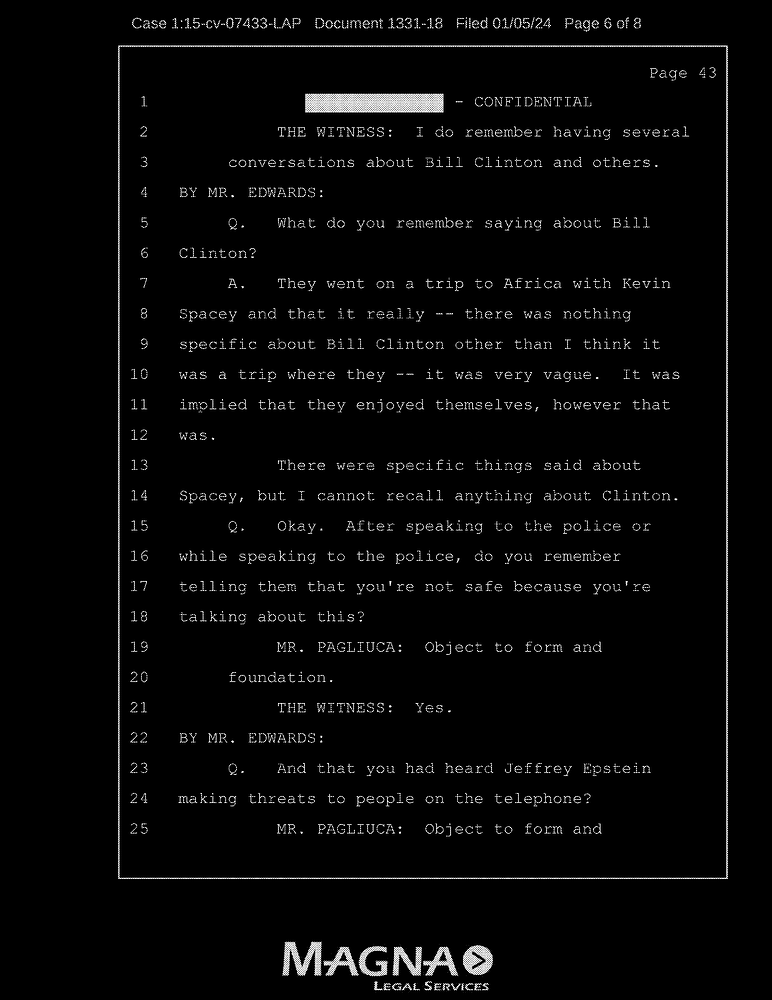 Case 1:15-cv-07433-LAP Document 1331-18 Filed 01/05/24 Page 6 of 8
Page 43
1 - CONFIDENTIAL
2 THE WITNESS: I do remember having several
3 conversations about Bill Clinton and others.
4 BY MR. EDWARDS:
5 Q. What do you remember saying about Bill
6 Clinton?
7 A. They went on a trip to Africa with Kevin
8 Spacey and that it really -- there was nothing
9 specific about Bill Clinton other than I think it
10 was a trip where they -- it was very vague. It was
11 implied that they enjoyed themselves, however that
12 was.
13 There were specific things said about
14 Spacey, but I cannot recall anything about Clinton.
15 Q. Okay. After speaking to the police or
16 while speaking to the police, do you remember
17 telling them that you're not safe because you're
18 talking about this?
19 MR. PAGLIUCA: Object to form and
20 foundation.
21 THE WITNESS: Yes.
22 BY MR. EDWARDS:
23 Q. And that you had heard Jeffrey Epstein
24 making threats to people on the telephone?
25 MR. PAGLIUCA: Object to form and
MAGNA
LEGAL SERVICES